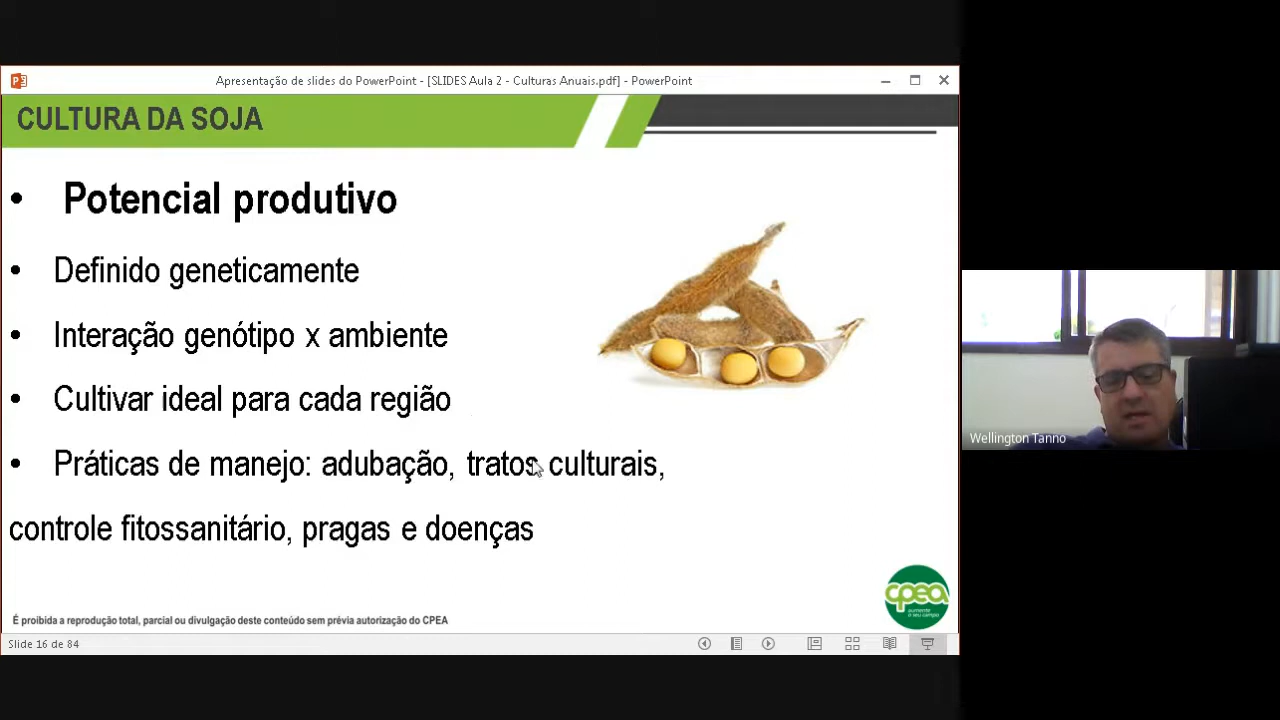 Apresentação de slides do PowerPoint - [SLIDES Aula 2 - Culturas Anuais.pdf] - PowerPoint
CULTURA DA SOJA
• Potencial produtivo
• Definido geneticamente
• Interação genótipo x ambiente
• Cultivar ideal para cada região
• Práticas de manejo: adubação, tratos culturais,
controle fitossanitário, pragas e doenças
Wellington Tanno
cpea
aumente
o seu campo
É proibida a reprodução total, parcial ou divulgação deste conteúdo sem prévia autorização do CPEA
Slide 16 de 84